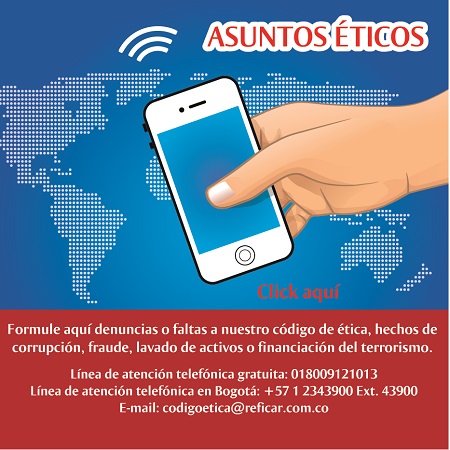 ASUNTOS ÉTICOS
Click aquí
Formule aquí denuncias o faltas a nuestro código de ética, hechos de
corrupción, fraude, lavado de activos o financiación del terrorismo.
Línea de atención telefónica gratuita: 018009121013
Línea de atención telefónica en Bogotá: +57 1 2343900 Ext. 43900
E-mail: codigoetica@reficar.com.co